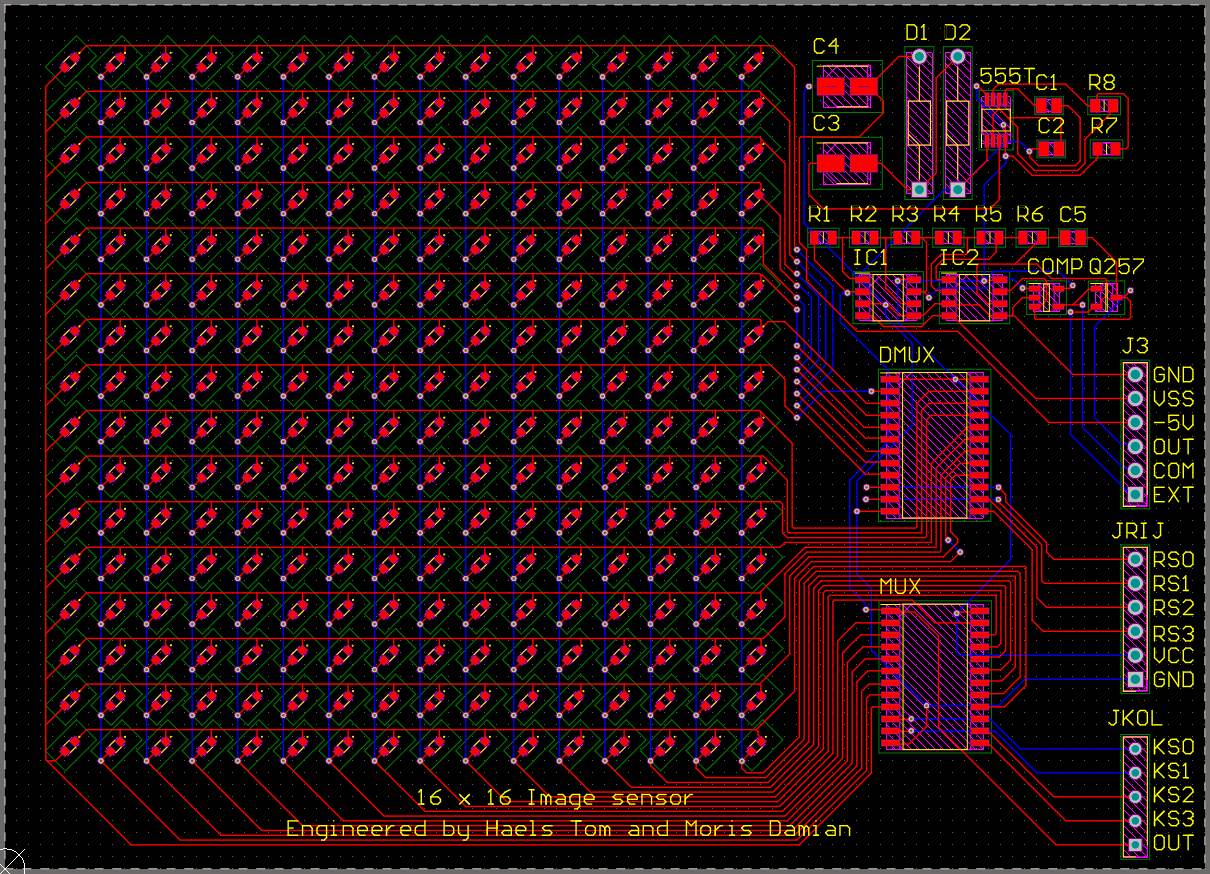 C4
D1 D2
555T C1 R8
C3
C2 R7
R1 R2 R3 R4 R5 R6 C5
IC1 IC2 COMP Q257
DMUX
J3
GND
VSS
-5V
OUT
COM
EXT
JRIJ
RS0
RS1
RS2
RS3
VCC
GND
MUX
JKOL
KS0
KS1
KS2
KS3
OUT
16 x 16 Image sensor
Engineered by Haels Tom and Moris Damian